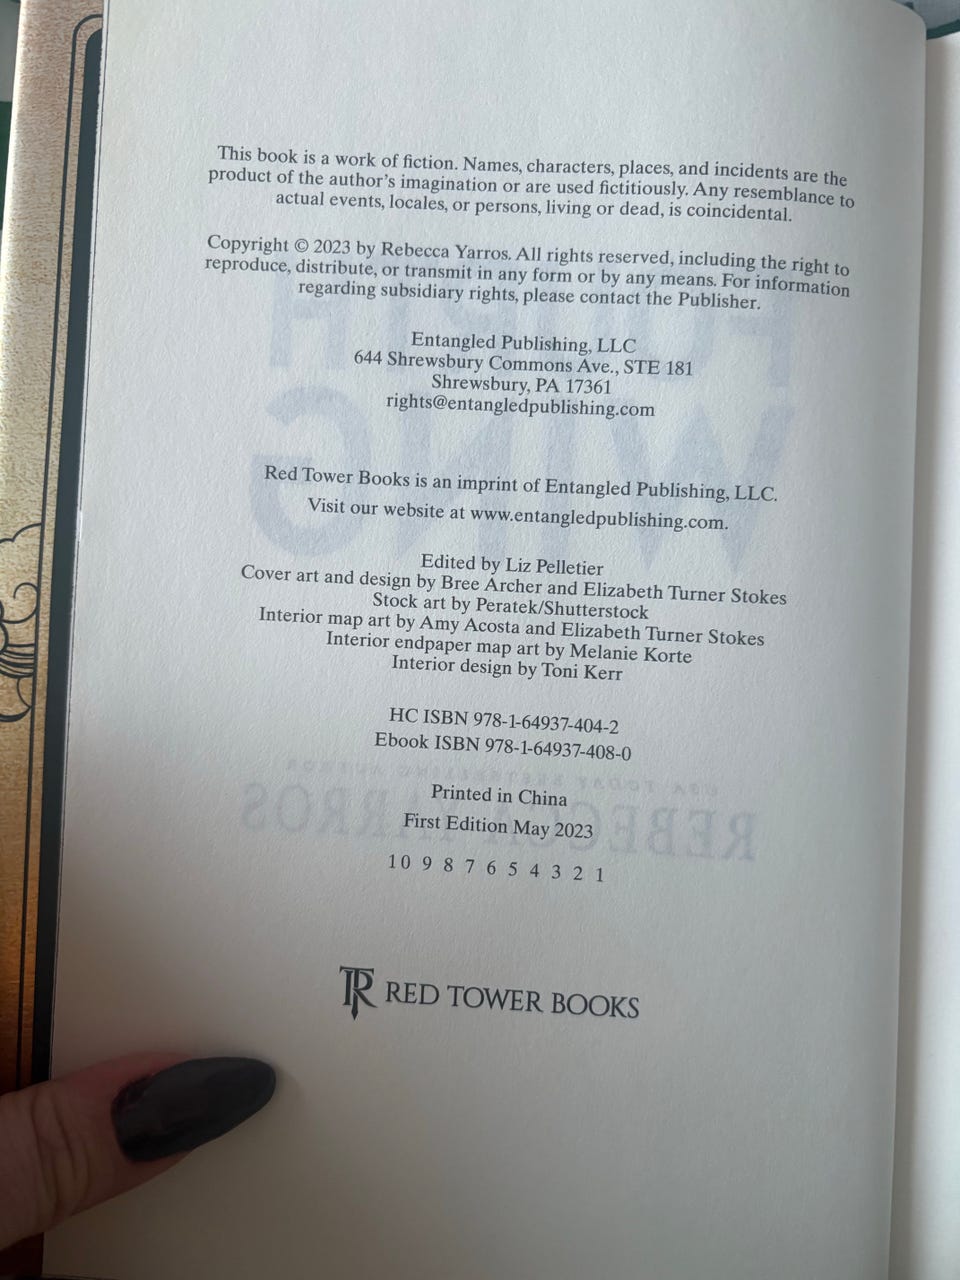 This book is a work of fiction. Names, characters, places, and incidents are the
product of the author's imagination or are used fictitiously. Any resemblance to
actual events, locales, or persons, living or dead, is coincidental.
Copyright © 2023 by Rebecca Yarros. All rights reserved, including the right to
reproduce, distribute, or transmit in any form or by any means. For information
regarding subsidiary rights, please contact the Publisher.
Entangled Publishing, LLC
644 Shrewsbury Commons Ave., STE 181
Shrewsbury, PA 17361
rights@entangledpublishing.com
Red Tower Books is an imprint of Entangled Publishing, LLC.
Visit our website at www.entangledpublishing.com.
Edited by Liz Pelletier
Cover art and design by Bree Archer and Elizabeth Turner Stokes
Stock art by Peratek/Shutterstock
Interior map art by Amy Acosta and Elizabeth Turner Stokes
Interior endpaper map art by Melanie Korte
Interior design by Toni Kerr
HC ISBN 978-1-64937-404-2
Ebook ISBN 978-1-64937-408-0
Printed in China
First Edition May 2023
10 9 8 7 6 5 4 3 2 1
TR RED TOWER BOOKS
FOURTH
WING
USA TODAY BESTSELLING AUTHOR
REBECCA YARROS